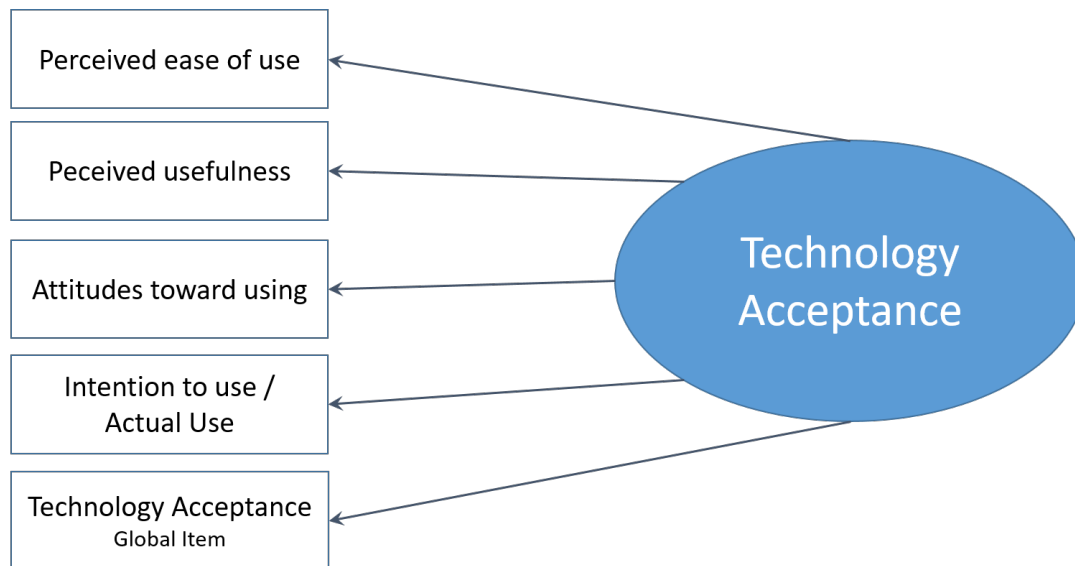 Perceived ease of use
Peceived usefulness
Attitudes toward using
Intention to use /
Actual Use
Technology Acceptance
Global Item
Technology
Acceptance